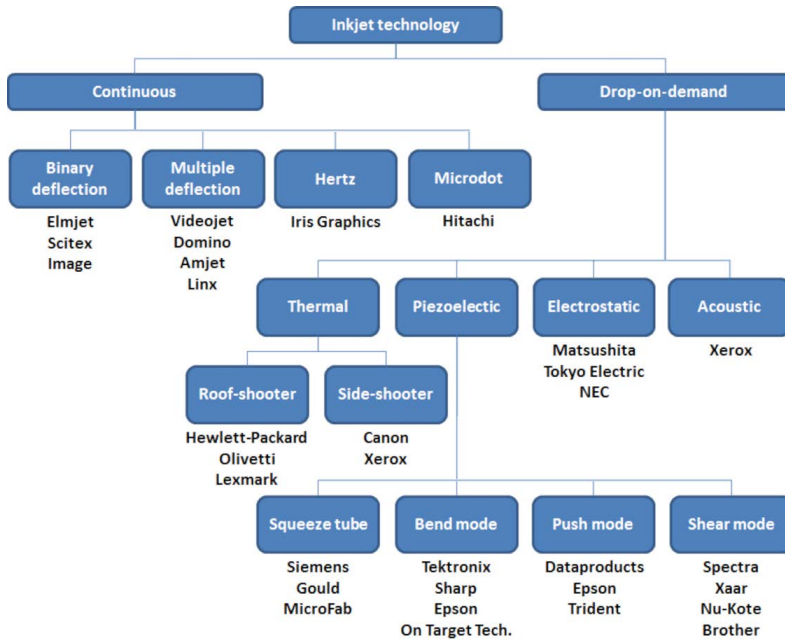 Inkjet technology
Continuous
Drop-on-demand
Binary
deflection
Multiple
deflection
Hertz
Microdot
Elmjet
Scitex
Image
Videojet
Domino
Amjet
Linx
Iris Graphics
Hitachi
Thermal
Piezoelectic
Electrostatic
Acoustic
Matsushita
Tokyo Electric
NEC
Xerox
Roof-shooter
Side-shooter
Hewlett-Packard
Olivetti
Lexmark
Canon
Xerox
Squeeze tube
Bend mode
Push mode
Shear mode
Siemens
Gould
MicroFab
Tektronix
Sharp
Epson
On Target Tech.
Dataproducts
Epson
Trident
Spectra
Xaar
Nu-Kote
Brother